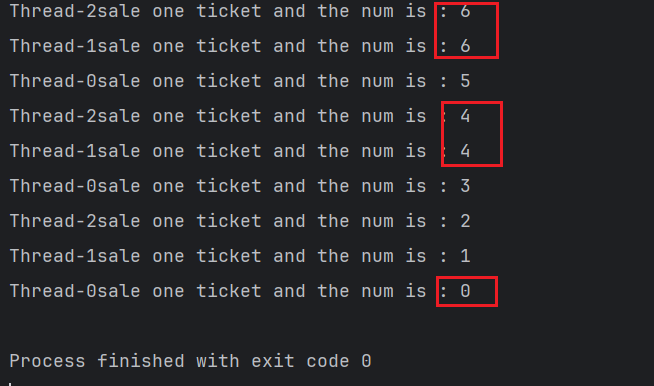 Thread-2sale one ticket and the num is : 6
Thread-1sale one ticket and the num is : 6
Thread-0sale one ticket and the num is : 5
Thread-2sale one ticket and the num is : 4
Thread-1sale one ticket and the num is : 4
Thread-0sale one ticket and the num is : 3
Thread-2sale one ticket and the num is : 2
Thread-1sale one ticket and the num is : 1
Thread-0sale one ticket and the num is : 0
Process finished with exit code 0